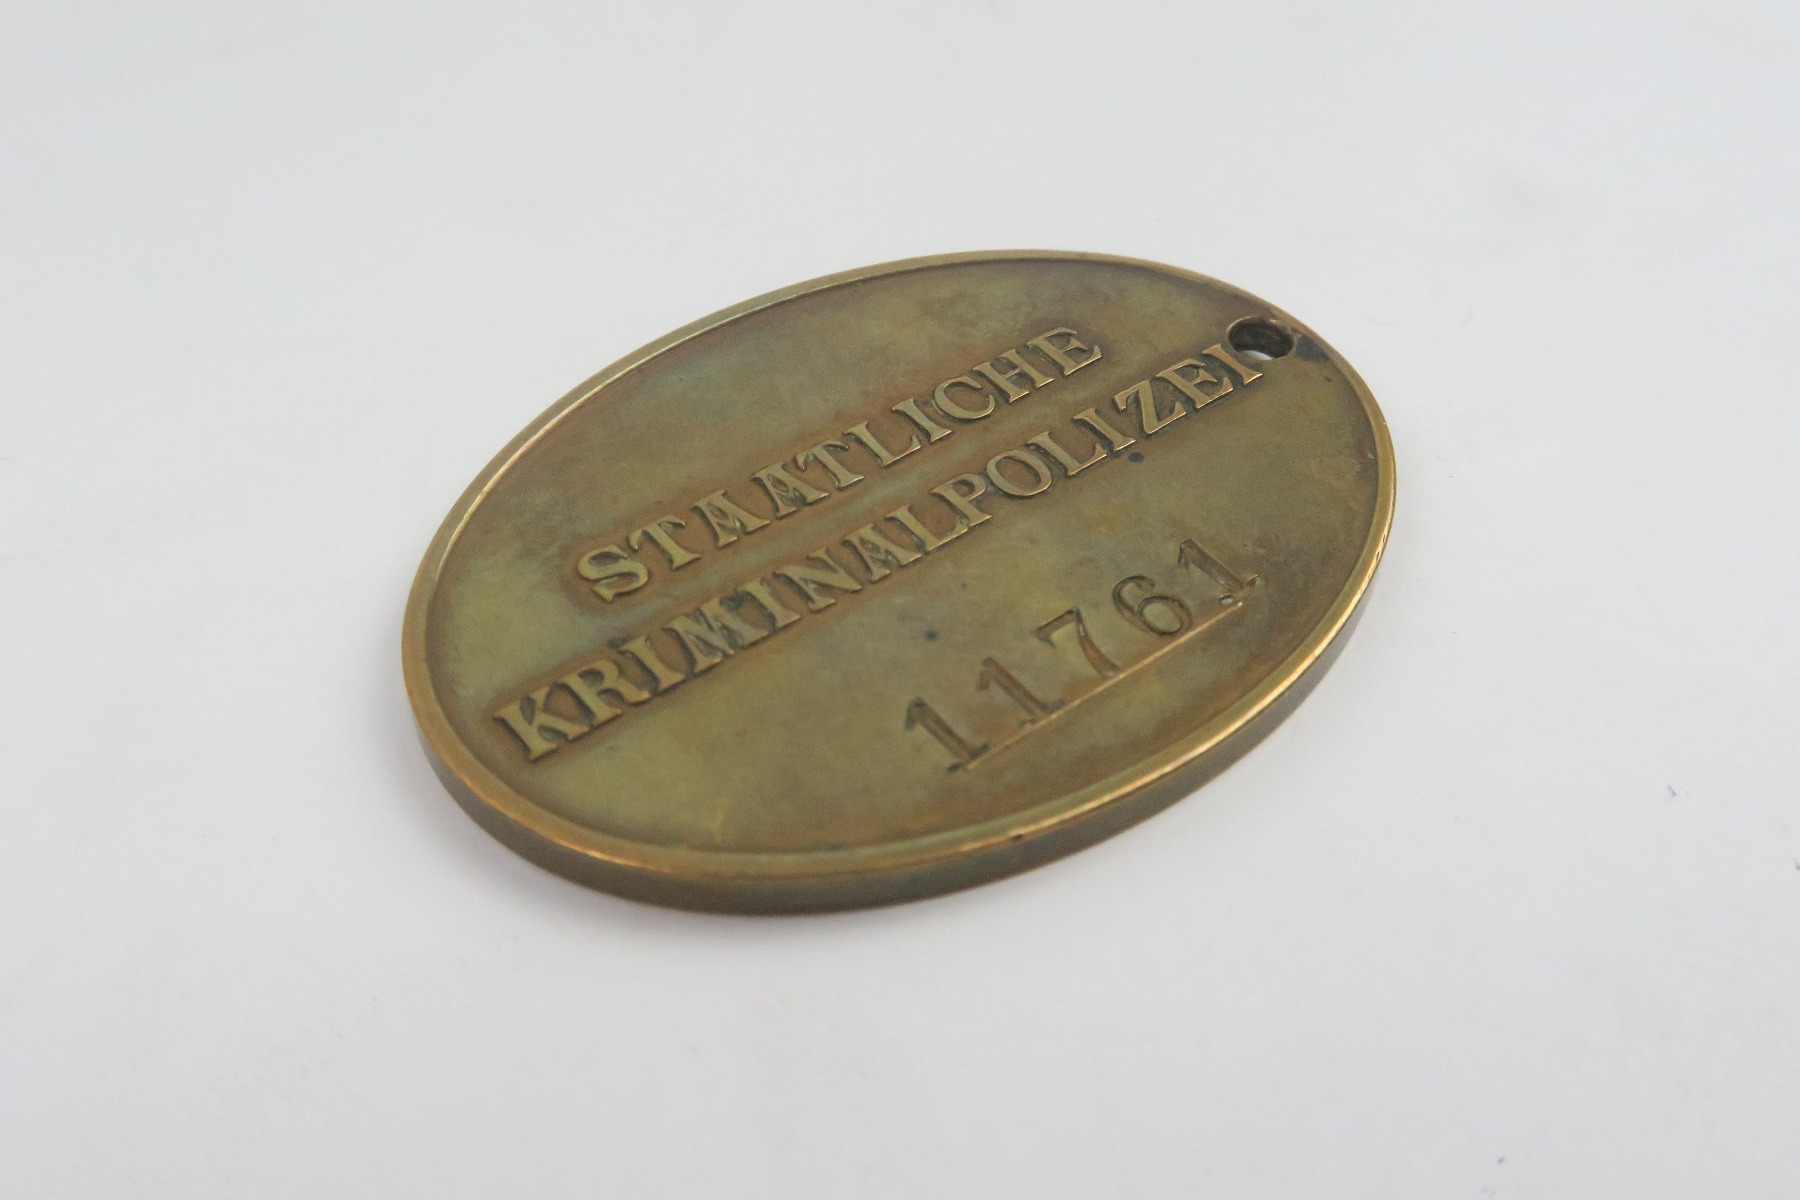 STAATLICHE
KRIMINALPOLIZEI
11761